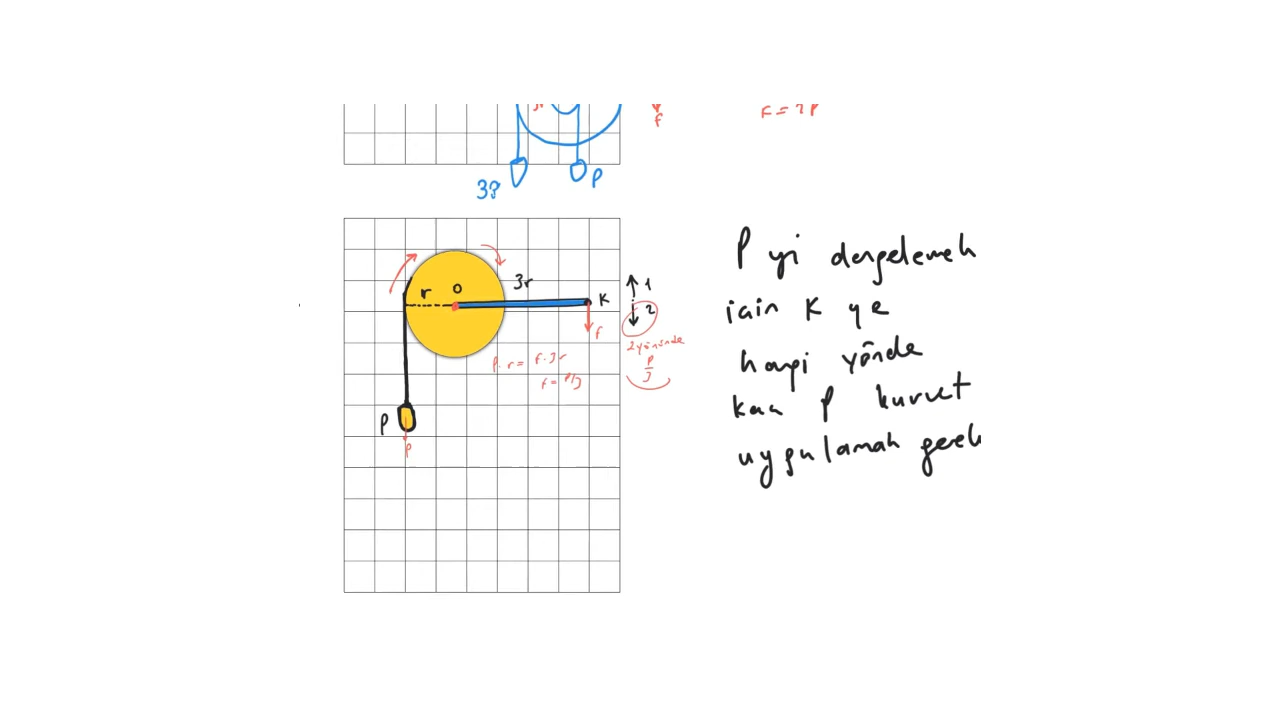 F = 2P
f
3P
P
r
O
3r
K
1
2
f
2 yönünde
P/3
P . r = f . 3r
f = P/3
P
P
P yi dengelemek
için K ye
hangi yönde
kaç P kuvvet
uygulamak gerek